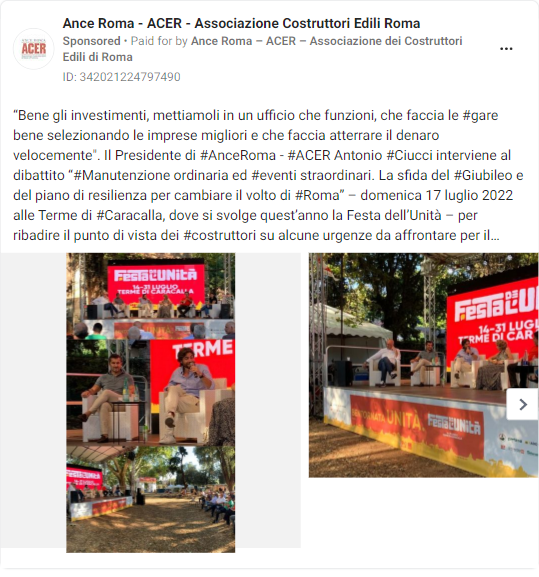 Ance Roma - ACER - Associazione Costruttori Edili Roma
Sponsored • Paid for by Ance Roma – ACER – Associazione dei Costruttori
Edili di Roma
ID: 342021224797490
ACER
“Bene gli investimenti, mettiamoli in un ufficio che funzioni, che faccia le #gare
bene selezionando le imprese migliori e che faccia atterrare il denaro
velocemente". Il Presidente di #AnceRoma - #ACER Antonio #Ciucci interviene al
dibattito “#Manutenzione ordinaria ed #eventi straordinari. La sfida del #Giubileo e
del piano di resilienza per cambiare il volto di #Roma” – domenica 17 luglio 2022
alle Terme di #Caracalla, dove si svolge quest’anno la Festa dell’Unità – per
ribadire il punto di vista dei #costruttori su alcune urgenze da affrontare per il...
FESTA DE L'UNITÀ
14-31 LUGLIO
TERME DI CARACALLA
TERME
FESTA DE L'UNITÀ
14-31 LUGLIO
TERME DI CARAC
UNITÀ
FESTA DE L'UNITÀ